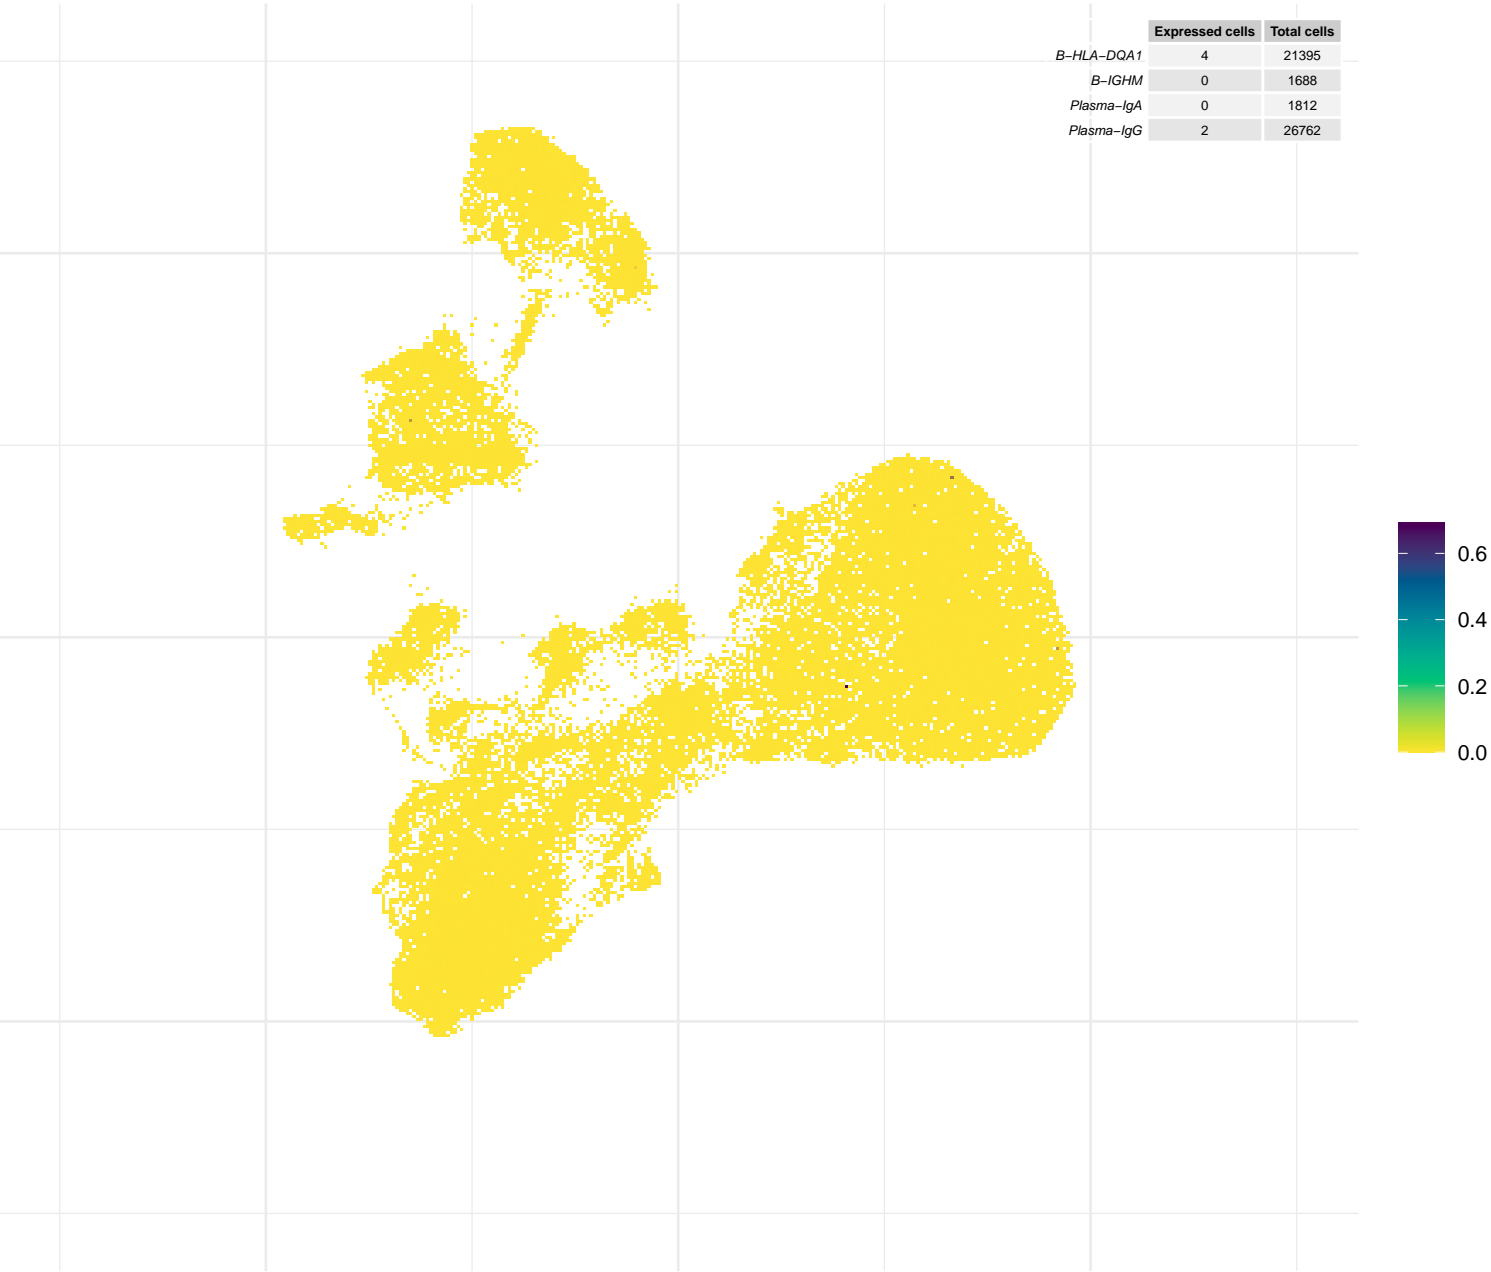 Expressed cells Total cells
B−HLA−DQA1 4 21395
B−IGHM 0 1688
Plasma−IgA 0 1812
Plasma−IgG 2 26762
0.6
0.4
0.2
0.0